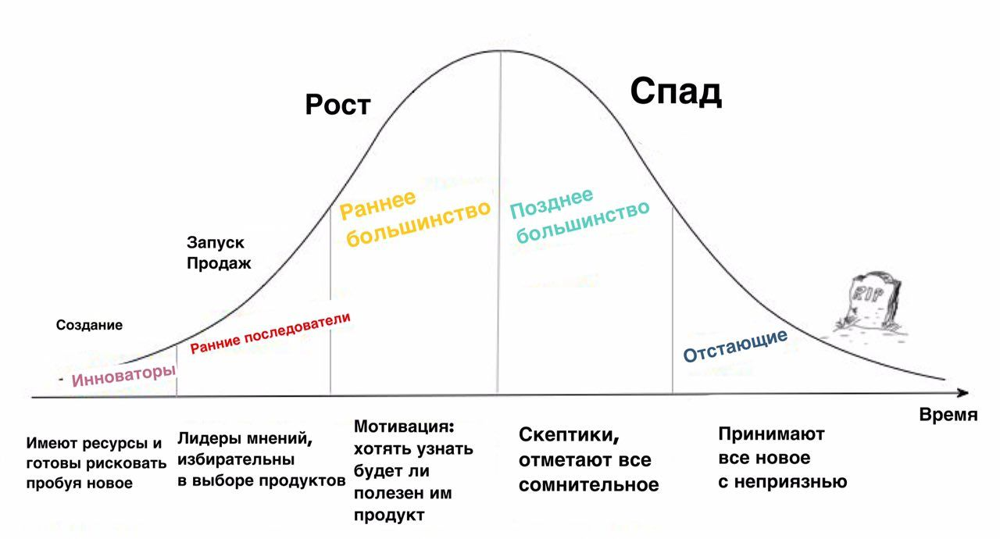 Рост
Спад
Раннее
большинство
Позднее
большинство
Запуск
Продаж
RIP
Создание
Ранние последователи
Отстающие
Инноваторы
Время
Имеют ресурсы и
готовы рисковать
пробуя новое
Лидеры мнений,
избирательны
в выборе продуктов
Мотивация:
хотять узнать
будет ли
полезен им
продукт
Скептики,
отметают все
сомнительное
Принимают
все новое
с неприязнью